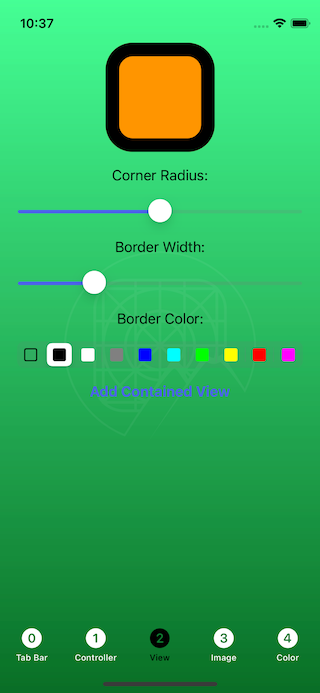 10:37
Corner Radius:
Border Width:
Border Color:
Add Contained View
0 1 2 3 4
Tab Bar Controller View Image Color